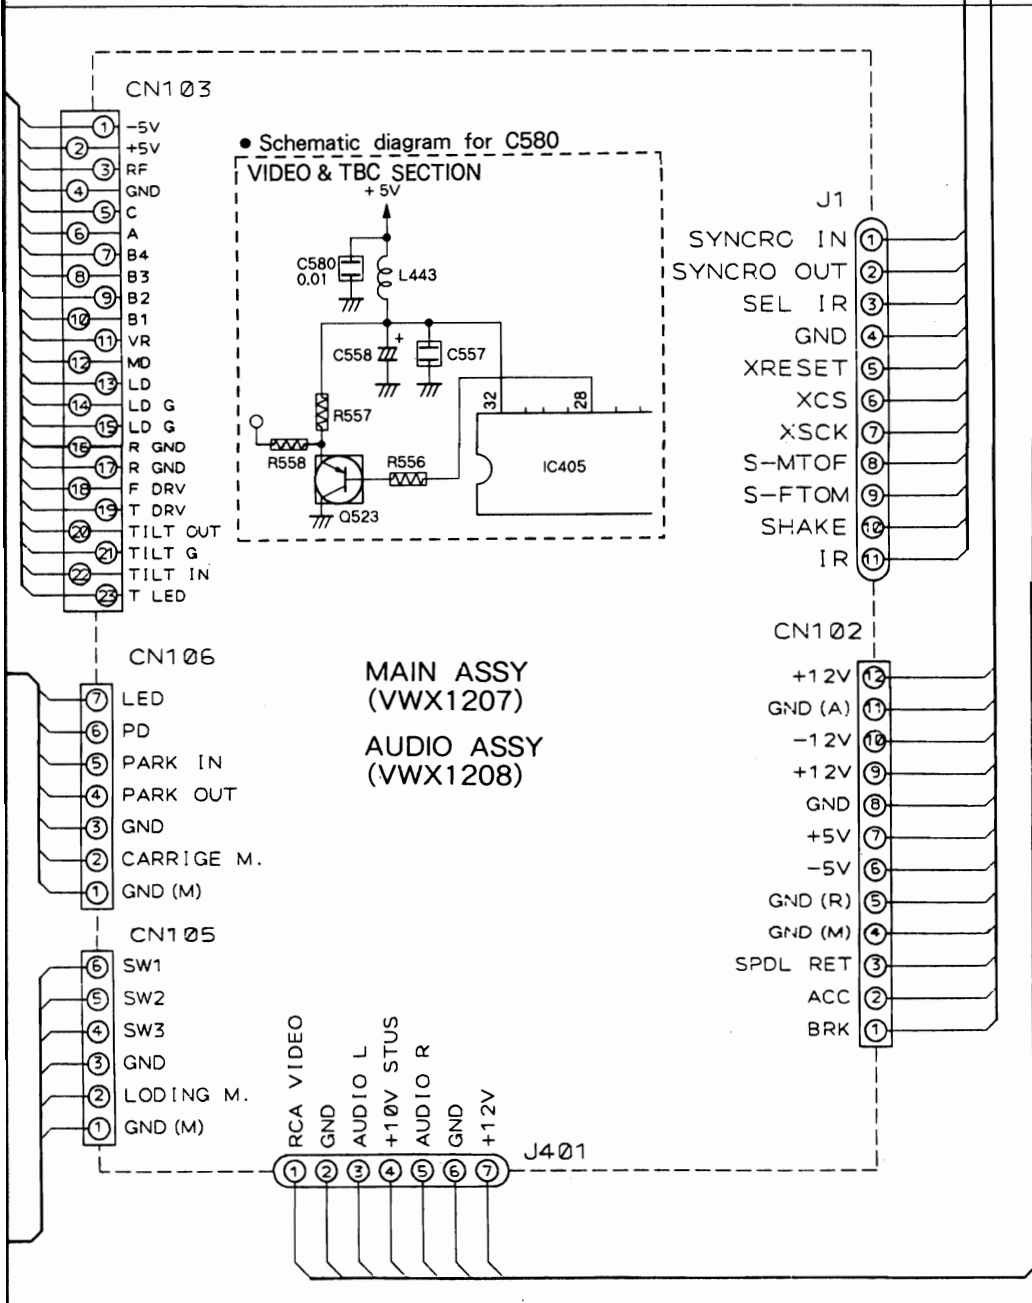 CN103
1 -5V
2 +5V
3 RF
4 GND
5 C
6 A
7 B4
8 B3
9 B2
10 B1
11 VR
12 MD
13 LD
14 LD G
15 LD G
16 R GND
17 R GND
18 F DRV
19 T DRV
20 TILT OUT
21 TILT G
22 TILT IN
23 T LED
● Schematic diagram for C580
VIDEO & TBC SECTION
+5V
C580
0.01
L443
C558
+
C557
R557
R558
R556
Q523
32
28
IC405
J1
SYNCRO IN 1
SYNCRO OUT 2
SEL IR 3
GND 4
XRESET 5
XCS 6
XSCK 7
S-MTOF 8
S-FTOM 9
SHAKE 10
IR 11
CN106
7 LED
6 PD
5 PARK IN
4 PARK OUT
3 GND
2 CARRIGE M.
1 GND (M)
MAIN ASSY
(VWX1207)
AUDIO ASSY
(VWX1208)
CN102
+12V 12
GND (A) 11
-12V 10
+12V 9
GND 8
+5V 7
-5V 6
GND (R) 5
GND (M) 4
SPDL RET 3
ACC 2
BRK 1
CN105
6 SW1
5 SW2
4 SW3
3 GND
2 LODING M.
1 GND (M)
RCA VIDEO
GND
AUDIO L
+10V STUS
AUDIO R
GND
+12V
1 2 3 4 5 6 7
J401